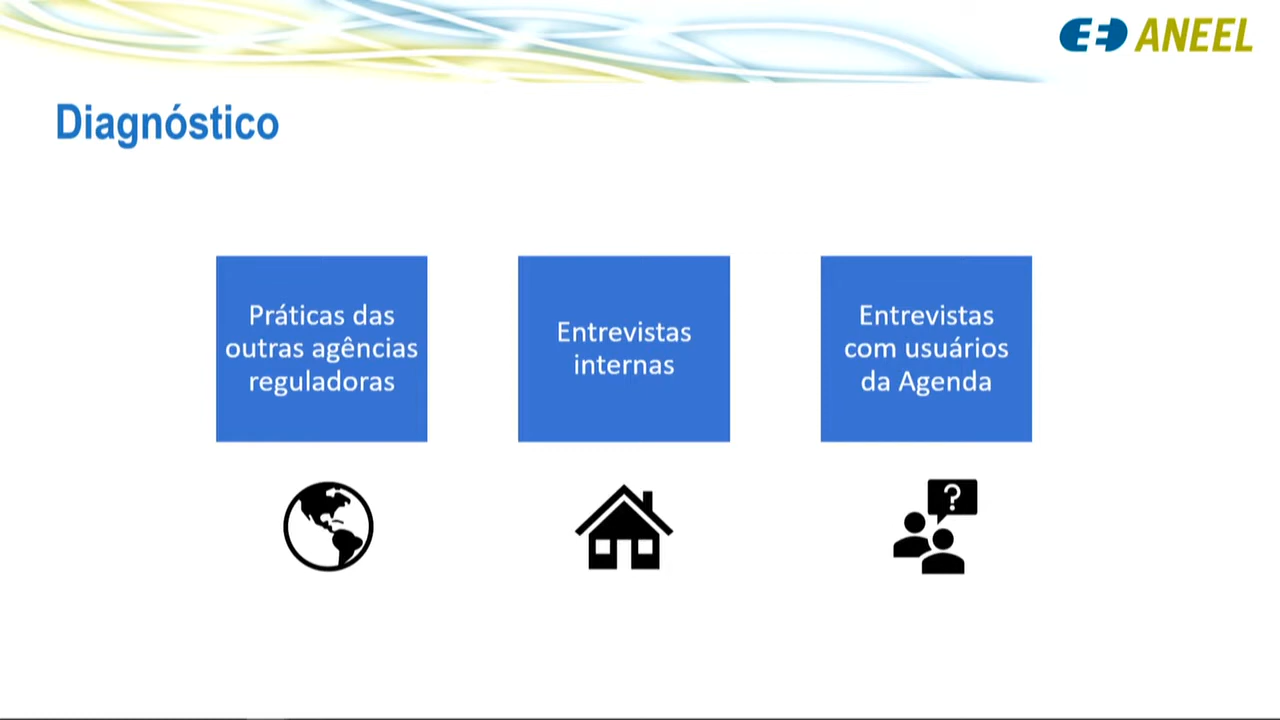 ANEEL
Diagnóstico
Práticas das
outras agências
reguladoras
Entrevistas
internas
Entrevistas
com usuários
da Agenda
?